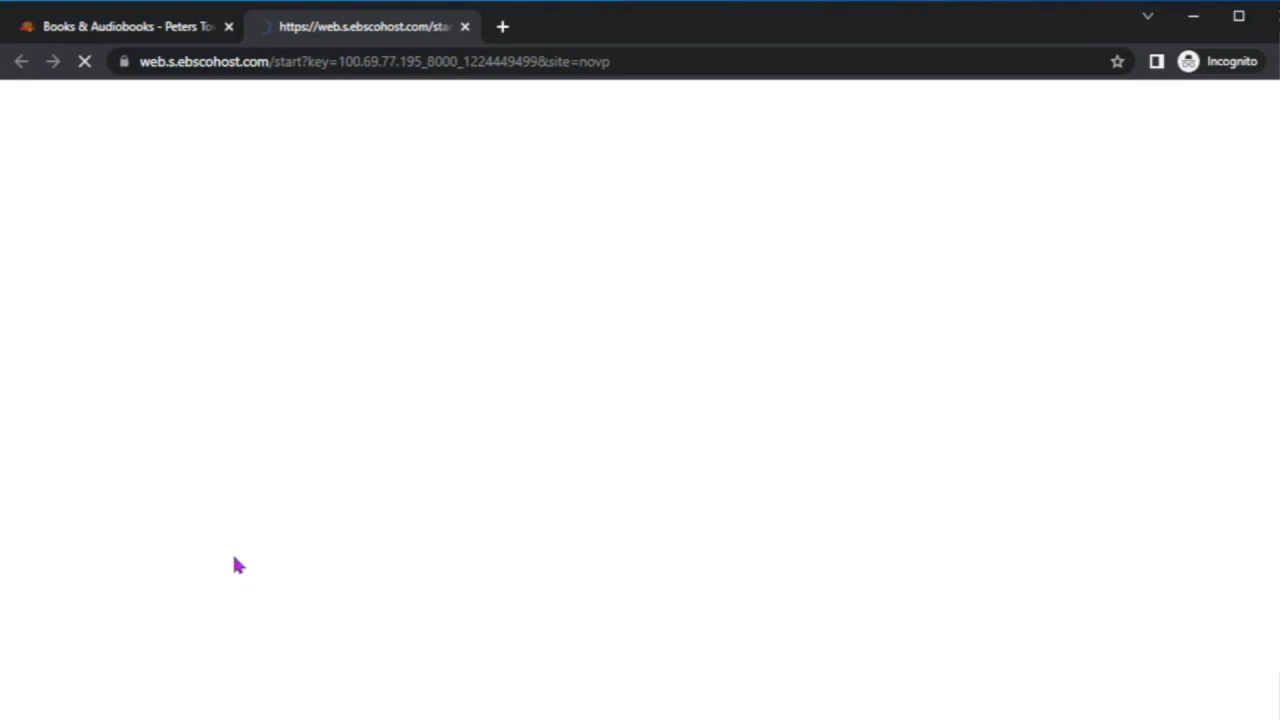 Books & Audiobooks - Peters To
https://web.s.ebscohost.com/sta
web.s.ebscohost.com/start?key=100.69.77.195_8000_1224449499&site=novp
Incognito